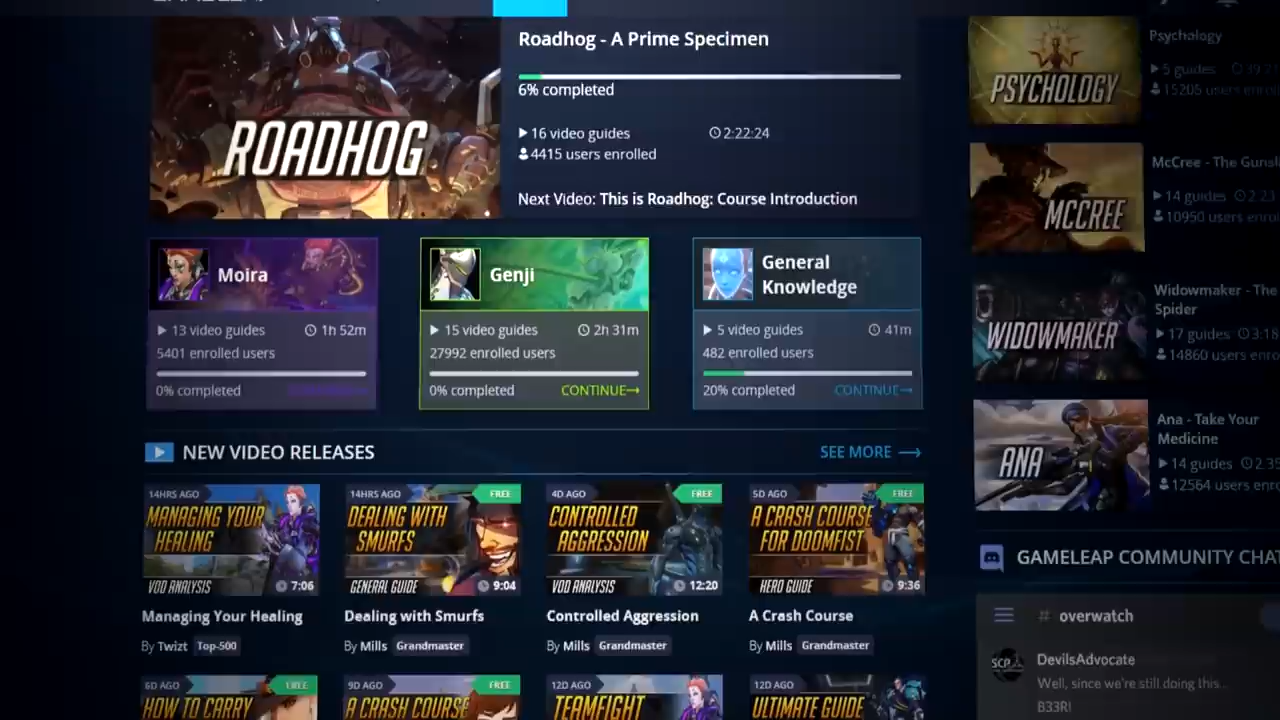 Roadhog - A Prime Specimen
ROADHOG
6% completed
16 video guides 2:22:24
4415 users enrolled
Next Video: This is Roadhog: Course Introduction
Moira
13 video guides 1h 52m
5401 enrolled users
0% completed
Genji
15 video guides 2h 31m
27992 enrolled users
0% completed CONTINUE→
General
Knowledge
5 video guides 41m
482 enrolled users
20% completed CONTINUE→
NEW VIDEO RELEASES
SEE MORE →
14HRS AGO
MANAGING YOUR
HEALING
VOD ANALYSIS 7:06
Managing Your Healing
By Twizt Top-500
14HRS AGO FREE
DEALING WITH
SMURFS
GENERAL GUIDE 9:04
Dealing with Smurfs
By Mills Grandmaster
4D AGO FREE
CONTROLLED
AGGRESSION
VOD ANALYSIS 12:20
Controlled Aggression
By Mills Grandmaster
5D AGO FREE
A CRASH COURSE
FOR DOOMFIST
HERO GUIDE 9:36
A Crash Course
By Mills Grandmaster
6D AGO FREE
HOW TO CARRY
9D AGO FREE
A CRASH COURSE
12D AGO
TEAMFIGHT
12D AGO
ULTIMATE GUIDE
PSYCHOLOGY
Psychology
5 guides
15205 users
MCCREE
McCree - The
14 guides
10950 users
WIDOWMAKER
Widowmaker - The
Spider
17 guides
14860 users
ANA
Ana - Take Your
Medicine
14 guides
12564 users
GAMELEAP COMMUNITY
# overwatch
SCP
DevilsAdvocate
Well, since we're still doing this...
B33R!